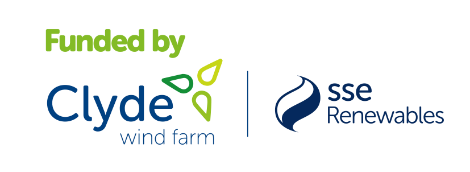 Funded by
Clyde
wind farm
sse
Renewables